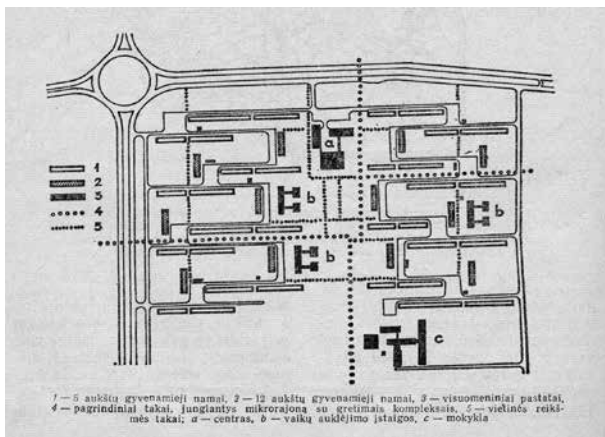 a
1
2
3
4
5
b
b
b
c
1 — 5 aukštų gyvenamieji namai, 2 — 12 aukštų gyvenamieji namai, 3 — visuomeniniai pastatai,
4 — pagrindiniai takai, jungiantys mikrorajoną su gretimais kompleksais, 5 — vietinės reikš-
mės takai; a — centras, b — vaikų auklėjimo įstaigos, c — mokykla